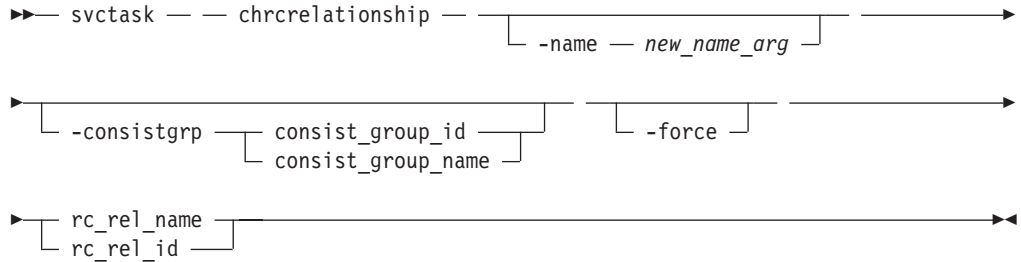 svctask chrcrelationship
-name new_name_arg
-consistgrp consist_group_id -force
consist_group_name
rc_rel_name
rc_rel_id